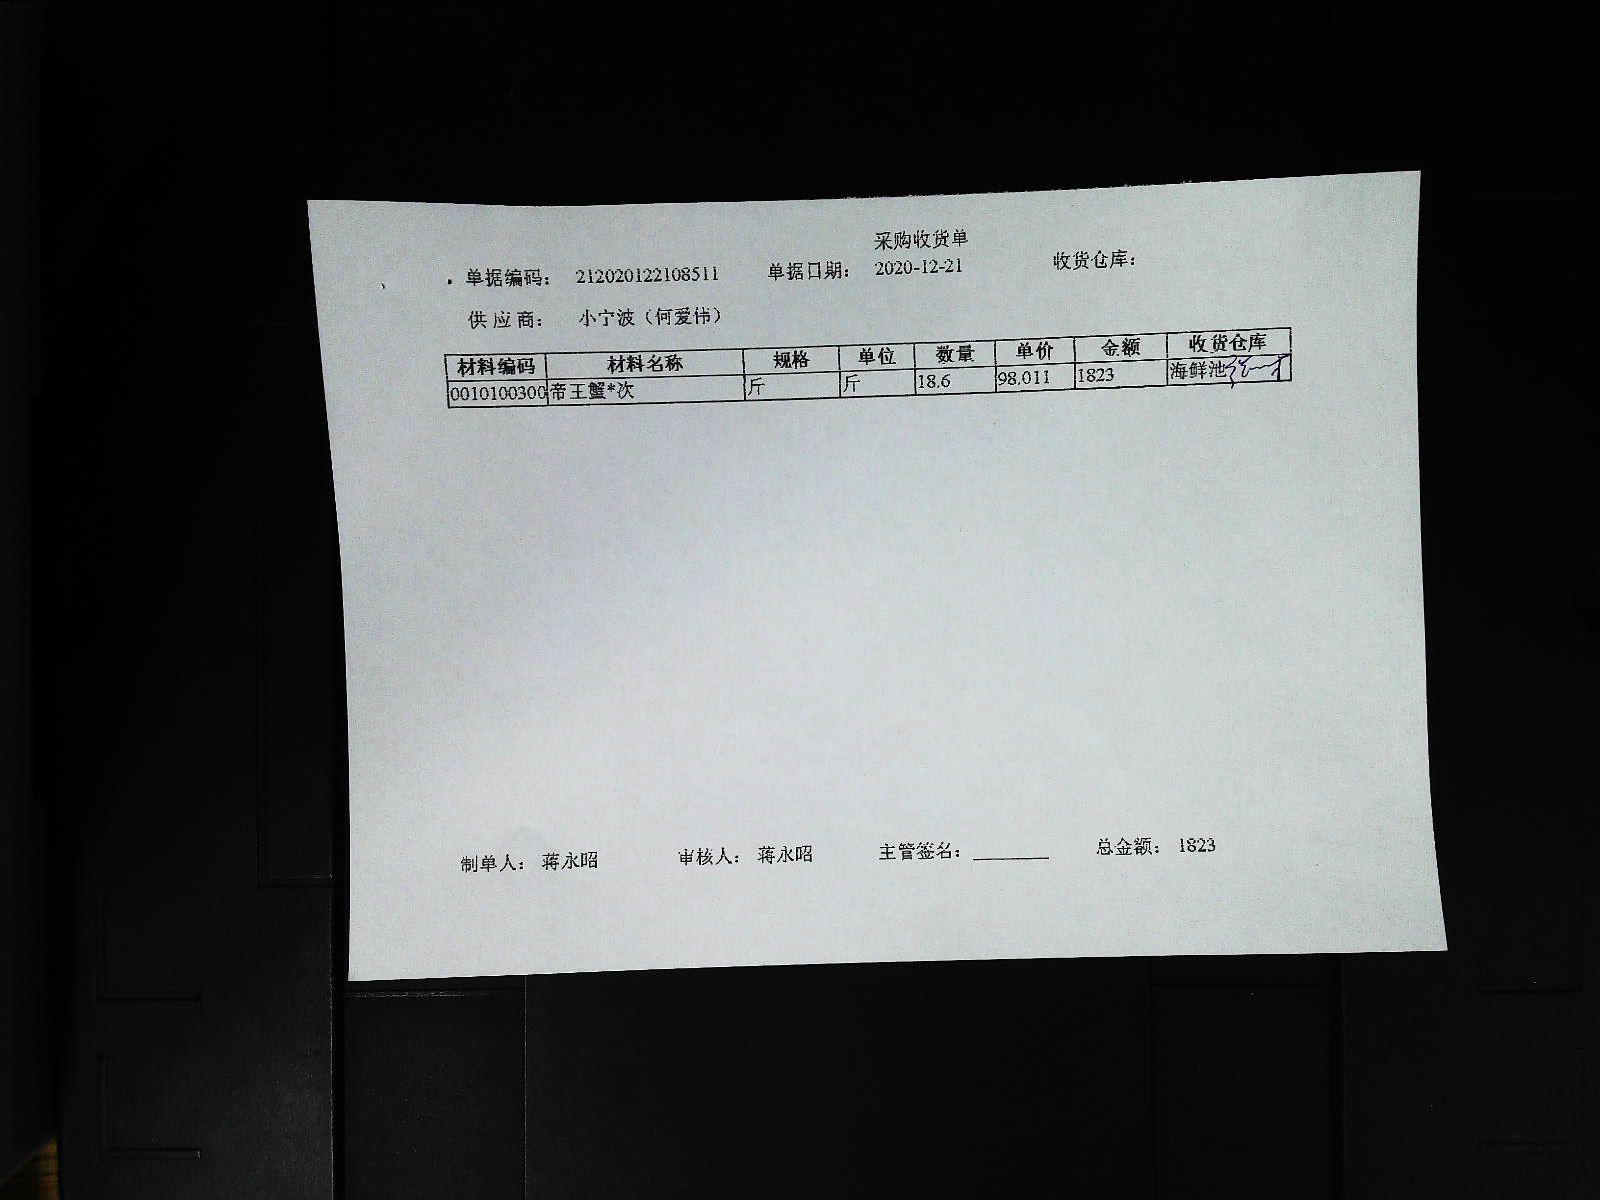 采购收货单
单据编码： 212020122108511 单据日期： 2020-12-21 收货仓库：
供应商： 小宁波（何爱伟）
材料编码 材料名称 规格 单位 数量 单价 金额 收货仓库
0010100300 帝王蟹*次 斤 斤 18.6 98.011 1823 海鲜池
制单人： 蒋永昭 审核人： 蒋永昭 主管签名：________ 总金额： 1823